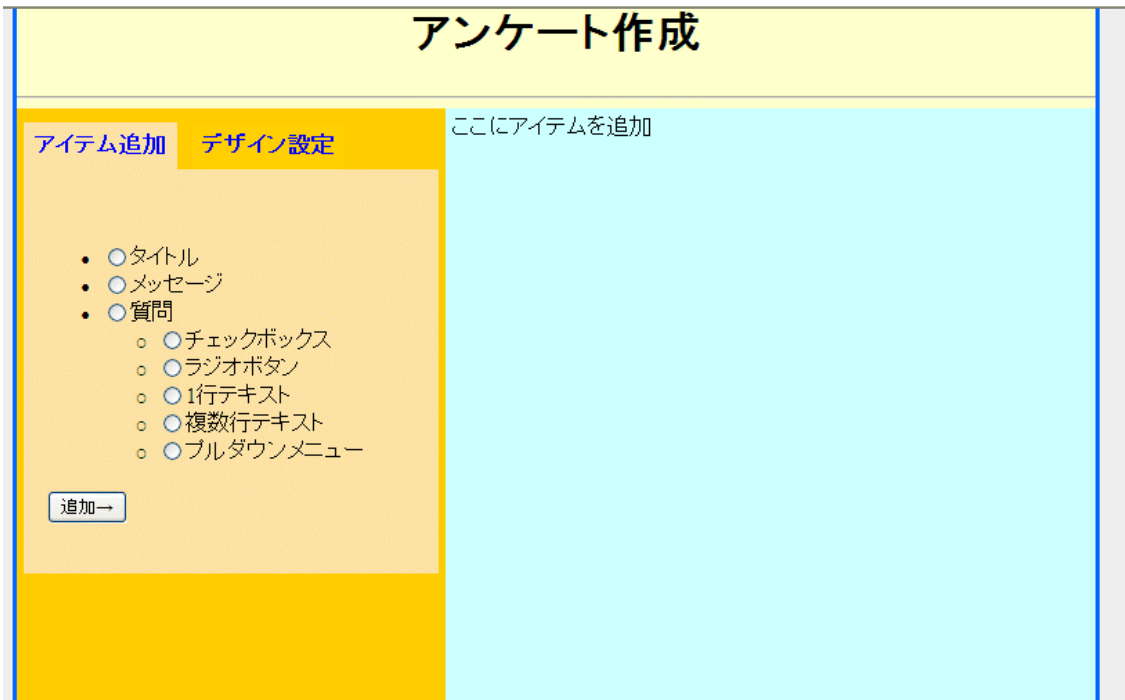 アンケート作成
アイテム追加 デザイン設定
ここにアイテムを追加
タイトル
メッセージ
質問
チェックボックス
ラジオボタン
1行テキスト
複数行テキスト
プルダウンメニュー
追加→